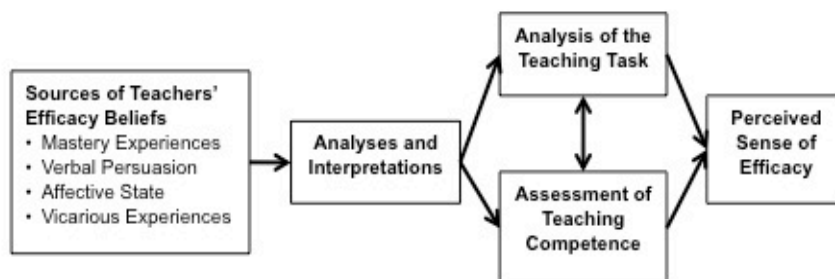 Sources of Teachers'
Efficacy Beliefs
• Mastery Experiences
• Verbal Persuasion
• Affective State
• Vicarious Experiences
Analyses and
Interpretations
Analysis of the
Teaching Task
Assessment of
Teaching
Competence
Perceived
Sense of
Efficacy